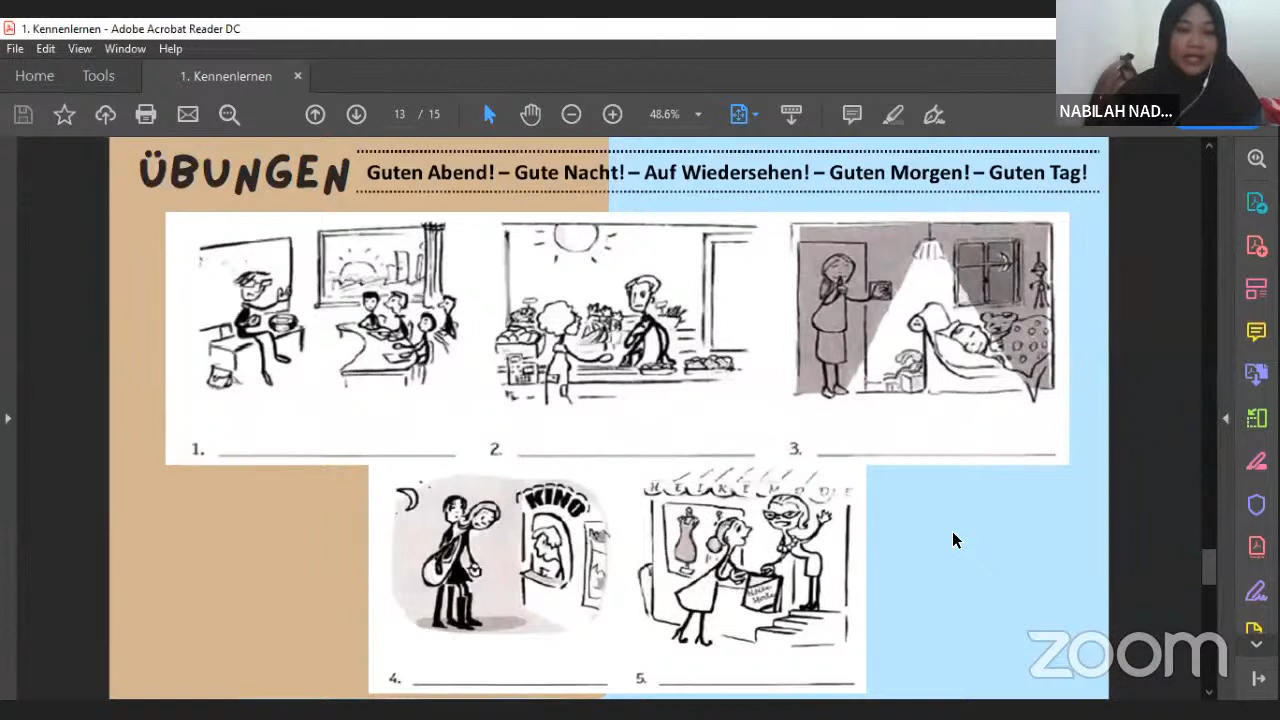 1. Kennenlernen - Adobe Acrobat Reader DC
File Edit View Window Help
Home Tools 1. Kennenlernen ×
13 / 15 48.6%
NABILAH NAD...
ÜBUNGEN
Guten Abend! – Gute Nacht! – Auf Wiedersehen! – Guten Morgen! – Guten Tag!
1.
2.
3.
KINO
HEIKE MODE
4.
5.
zoom